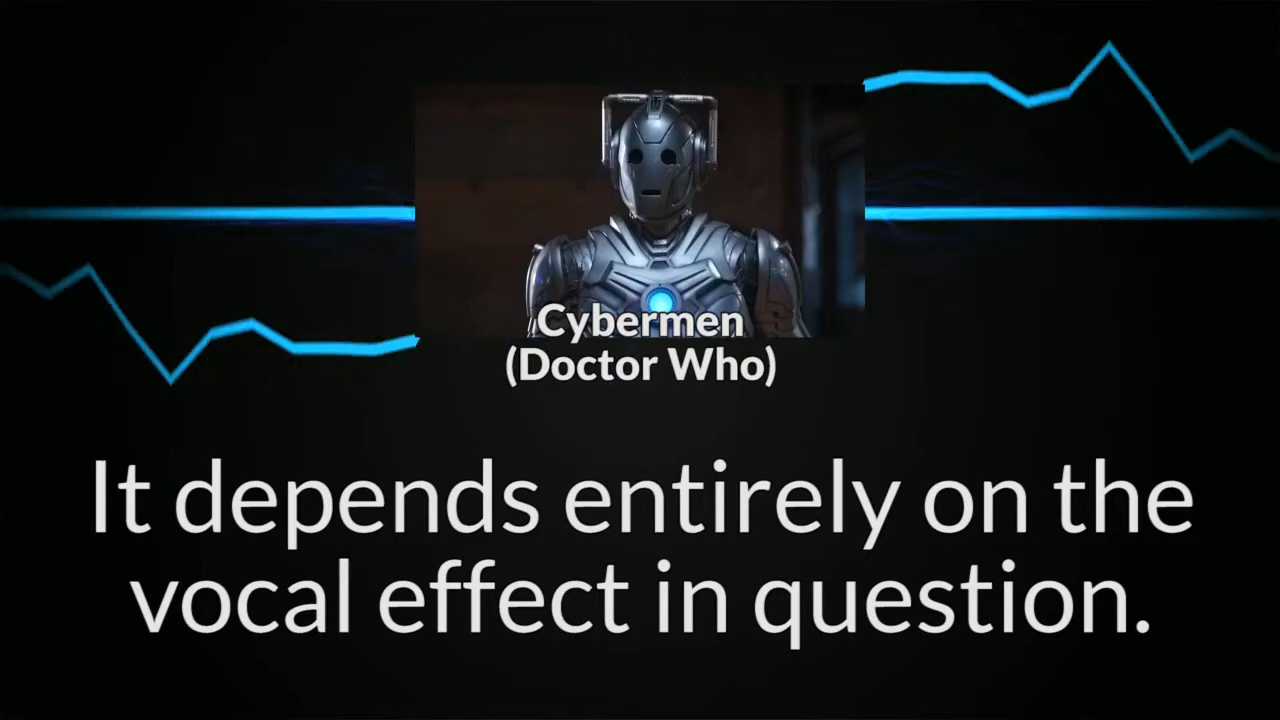 Cybermen
(Doctor Who)
It depends entirely on the
vocal effect in question.